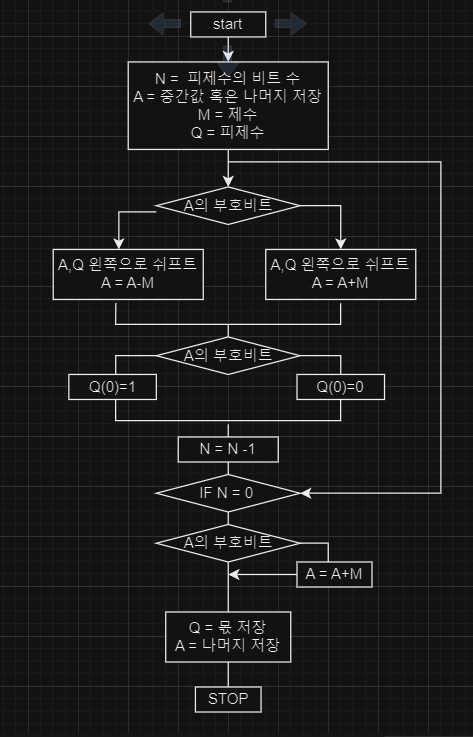 start
N = 피제수의 비트 수
A = 중간값 혹은 나머지 저장
M = 제수
Q = 피제수
A의 부호비트
A,Q 왼쪽으로 쉬프트
A = A-M
A,Q 왼쪽으로 쉬프트
A = A+M
A의 부호비트
Q(0)=1
Q(0)=0
N = N -1
IF N = 0
A의 부호비트
A = A+M
Q = 몫 저장
A = 나머지 저장
STOP